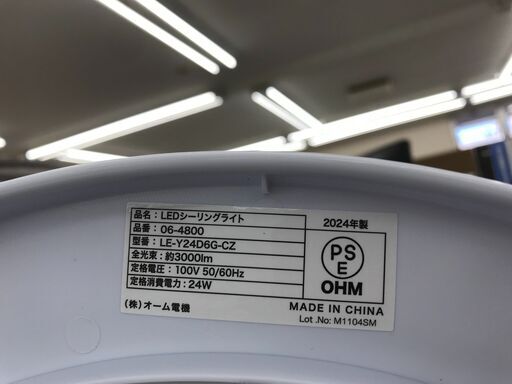 品名：LEDシーリングライト
品番：06-4800
型番：LE-Y24D6G-CZ
全光束：約3000lm
定格電圧：100V 50/60Hz
定格消費電力：24W
(株)オーム電機
2024年製
PS
E
OHM
MADE IN CHINA
Lot .No: M1104SM